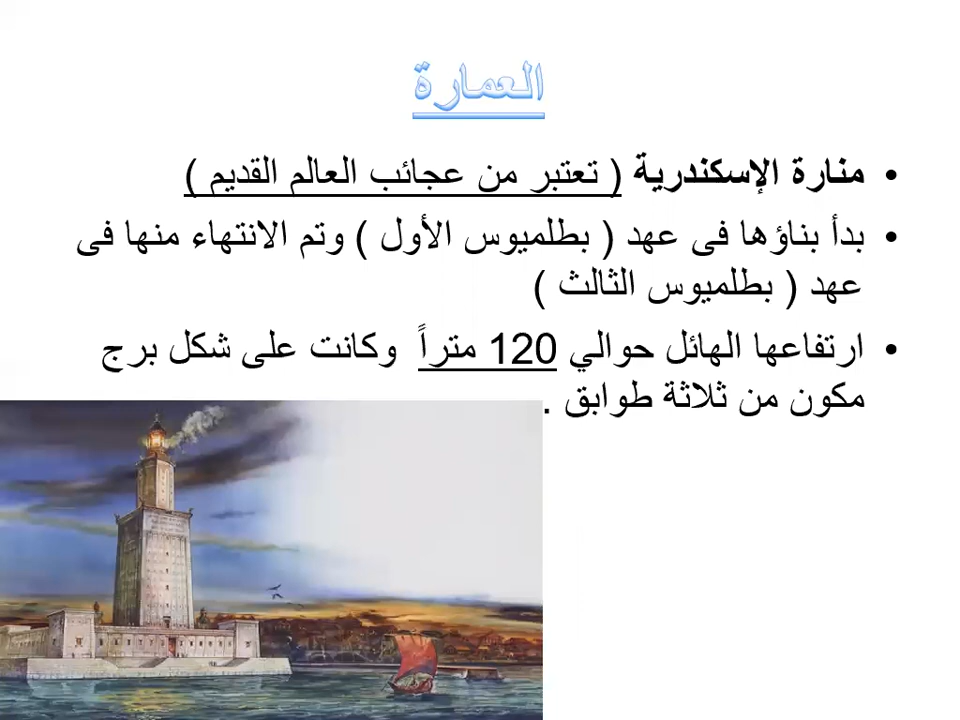 العمارة
• منارة الإسكندرية ( تعتبر من عجائب العالم القديم )
• بدأ بناؤها فى عهد ( بطلميوس الأول ) وتم الانتهاء منها فى
عهد ( بطلميوس الثالث )
• ارتفاعها الهائل حوالي 120 متراً وكانت على شكل برج
مكون من ثلاثة طوابق .